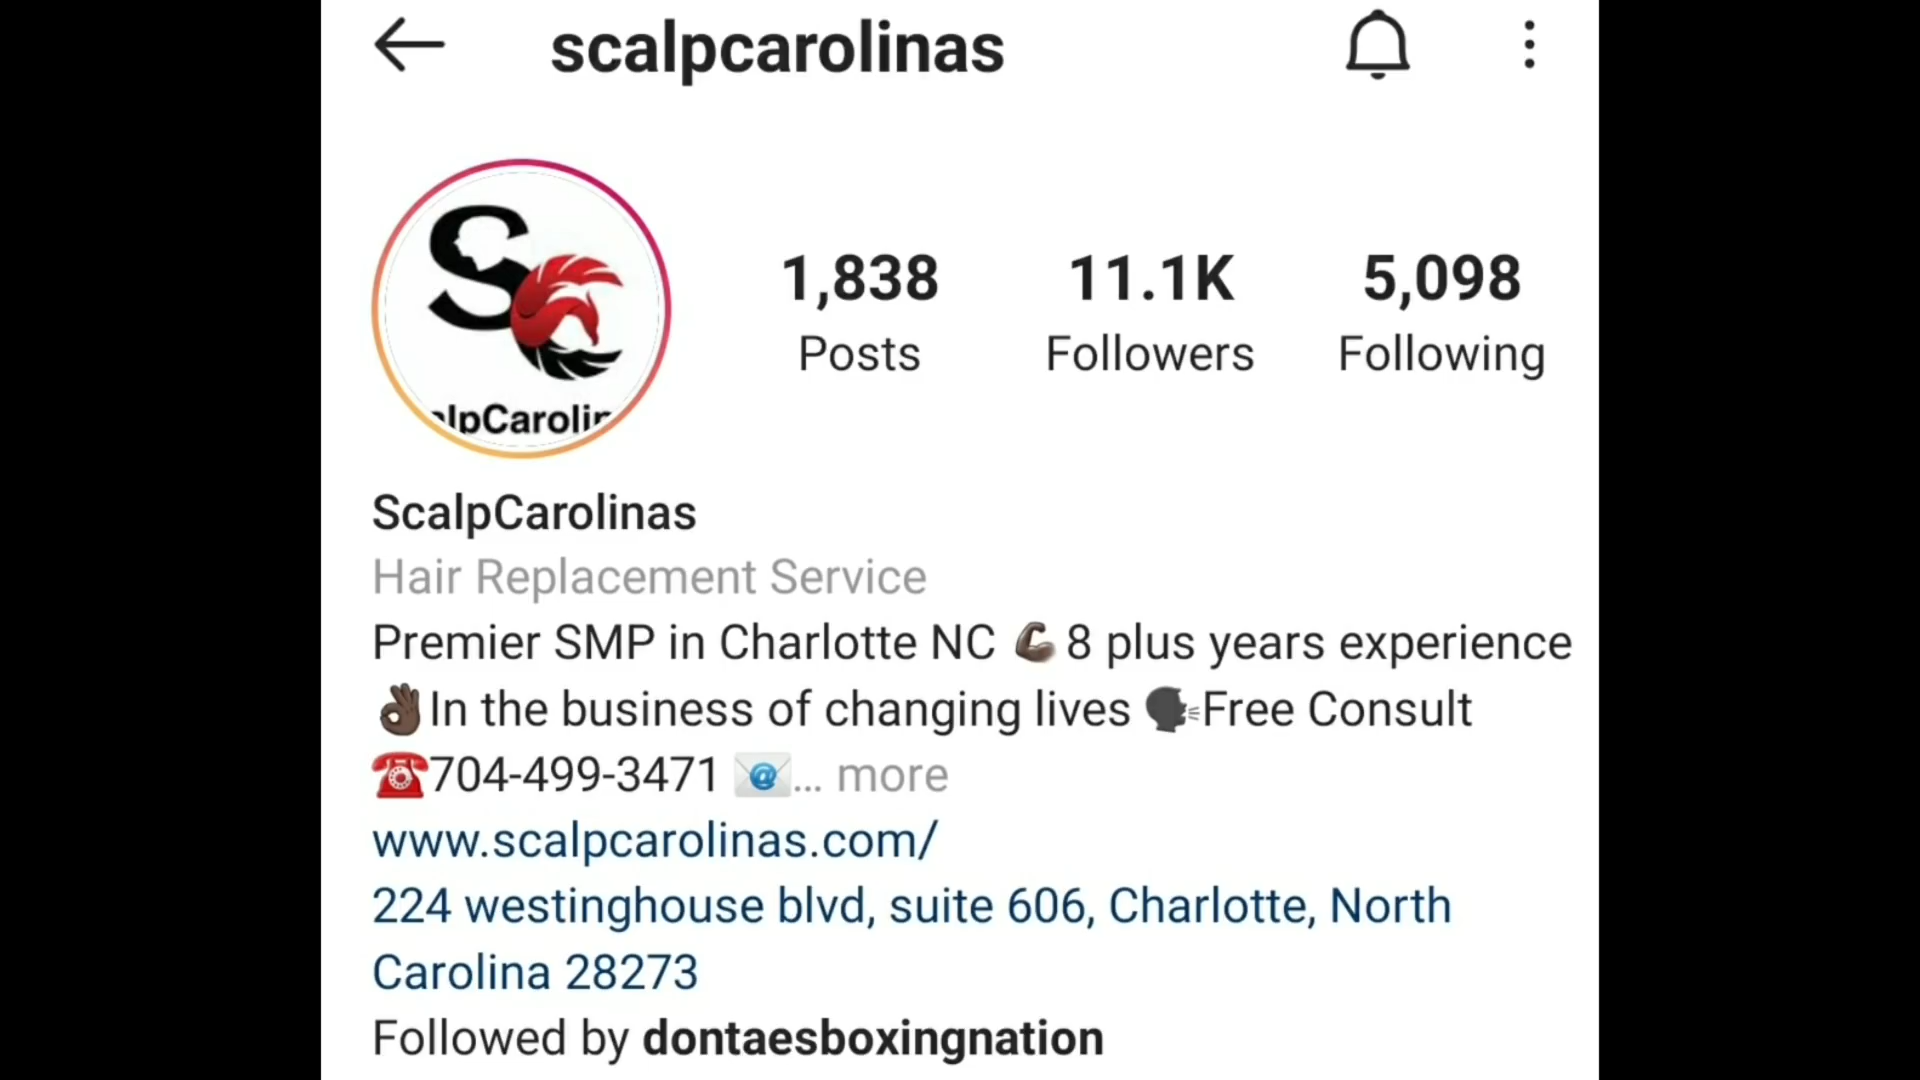 scalpcarolinas
1,838
Posts
11.1K
Followers
5,098
Following
SC
alpCarolin
ScalpCarolinas
Hair Replacement Service
Premier SMP in Charlotte NC 💪🏿 8 plus years experience
👌🏿In the business of changing lives 🗣Free Consult
☎️704-499-3471 📧... more
www.scalpcarolinas.com/
224 westinghouse blvd, suite 606, Charlotte, North
Carolina 28273
Followed by dontaesboxingnation